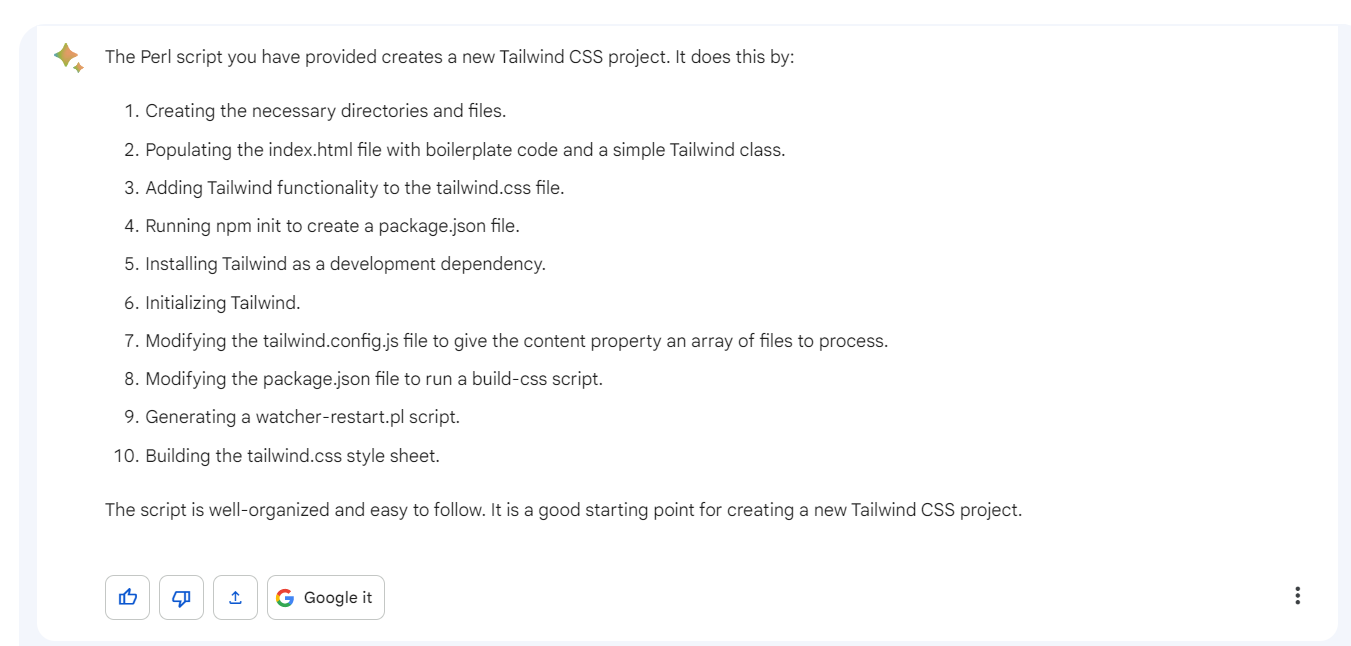 The Perl script you have provided creates a new Tailwind CSS project. It does this by:
1. Creating the necessary directories and files.
2. Populating the index.html file with boilerplate code and a simple Tailwind class.
3. Adding Tailwind functionality to the tailwind.css file.
4. Running npm init to create a package.json file.
5. Installing Tailwind as a development dependency.
6. Initializing Tailwind.
7. Modifying the tailwind.config.js file to give the content property an array of files to process.
8. Modifying the package.json file to run a build-css script.
9. Generating a watcher-restart.pl script.
10. Building the tailwind.css style sheet.
The script is well-organized and easy to follow. It is a good starting point for creating a new Tailwind CSS project.
Google it